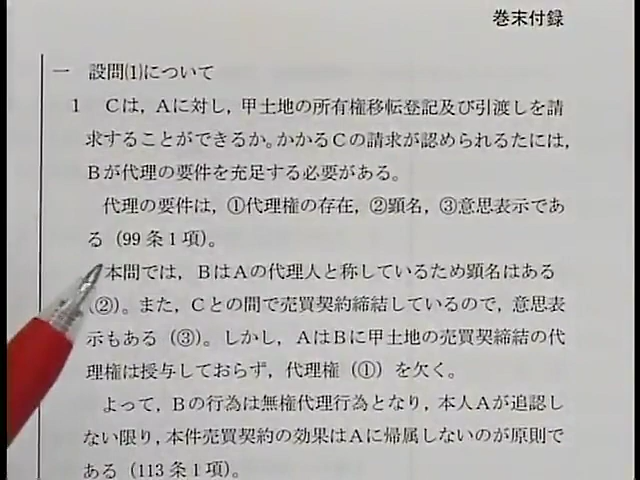 巻末付録
一 設問⑴について
1 Cは，Aに対し，甲土地の所有権移転登記及び引渡しを請
求することができるか。かかるCの請求が認められるためには，
Bが代理の要件を充足する必要がある。
代理の要件は，①代理権の存在，②顕名，③意思表示であ
る（99条1項）。
本問では，BはAの代理人と称しているため顕名はある
（②）。また，Cとの間で売買契約締結しているので，意思表
示もある（③）。しかし，AはBに甲土地の売買契約締結の代
理権は授与しておらず，代理権（①）を欠く。
よって，Bの行為は無権代理行為となり，本人Aが追認し
ない限り，本件売買契約の効果はAに帰属しないのが原則で
ある（113条1項）。